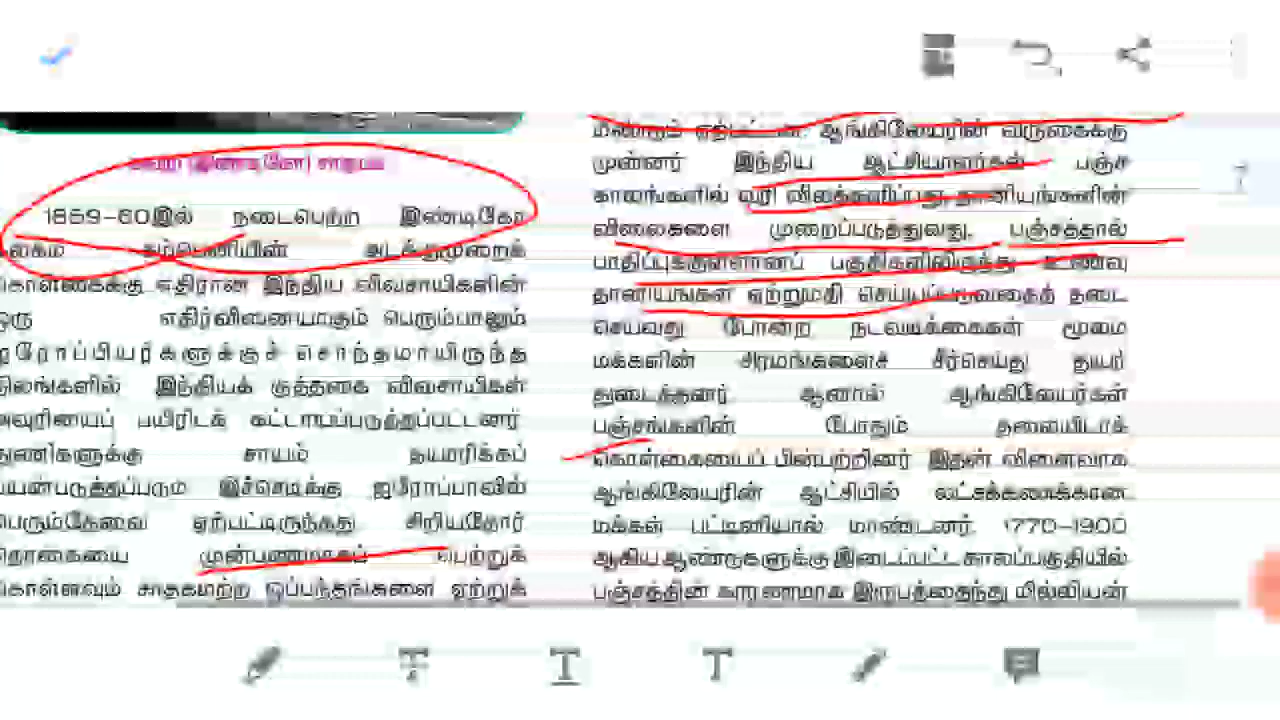 (இண்டிகோ)
1859-60இல் நடைபெற்ற இண்டிகோ
கலகம் கம்பெனியின் அடக்குமுறைக்
கொள்கைக்கு எதிரான இந்திய விவசாயிகளின்
ஒரு எதிர்வினையாகும் பெரும்பாலும்
ஐரோப்பியர்களுக்குச் சொந்தமாயிருந்த
நிலங்களில் இந்தியக் குத்தகை விவசாயிகள்
அவுரியைப் பயிரிடக் கட்டாயப்படுத்தப்பட்டனர்.
துணிகளுக்கு சாயம் தயாரிக்கப்
பயன்படுத்தப்படும் இச்செடிக்கு ஐரோப்பாவில்
பெரும்தேவை ஏற்பட்டிருந்தது சிறியதோர்
தொகையை முன்பணமாகப் பெற்றுக்
கொள்ளவும் சாதகமற்ற ஒப்பந்தங்களை ஏற்றுக்
மீண்டும் ஏற்பட்டன. ஆங்கிலேயரின் வருகைக்கு
முன்னர் இந்திய ஆட்சியாளர்கள் பஞ்ச
காலங்களில் வரி விலக்களிப்பது, தானியங்களின்
விலைகளை முறைப்படுத்துவது, பஞ்சத்தால்
பாதிப்புக்குள்ளானப் பகுதிகளிலிருந்து உணவு
தானியங்கள் ஏற்றுமதி செய்யப்படுவதைத் தடை
செய்வது போன்ற நடவடிக்கைகள் மூலம்
மக்களின் சிரமங்களைச் சீர்செய்து துயர்
துடைத்தனர். ஆனால் ஆங்கிலேயர்கள்
பஞ்சங்களின் போதும் தலையிடாக்
கொள்கையைப் பின்பற்றினர். இதன் விளைவாக
ஆங்கிலேயரின் ஆட்சியில் லட்சக்கணக்கான
மக்கள் பட்டினியால் மாண்டனர். 1770-1900
ஆகிய ஆண்டுகளுக்கு இடைப்பட்ட காலப்பகுதியில்
பஞ்சத்தின் காரணமாக இருபத்தைந்து மில்லியன்